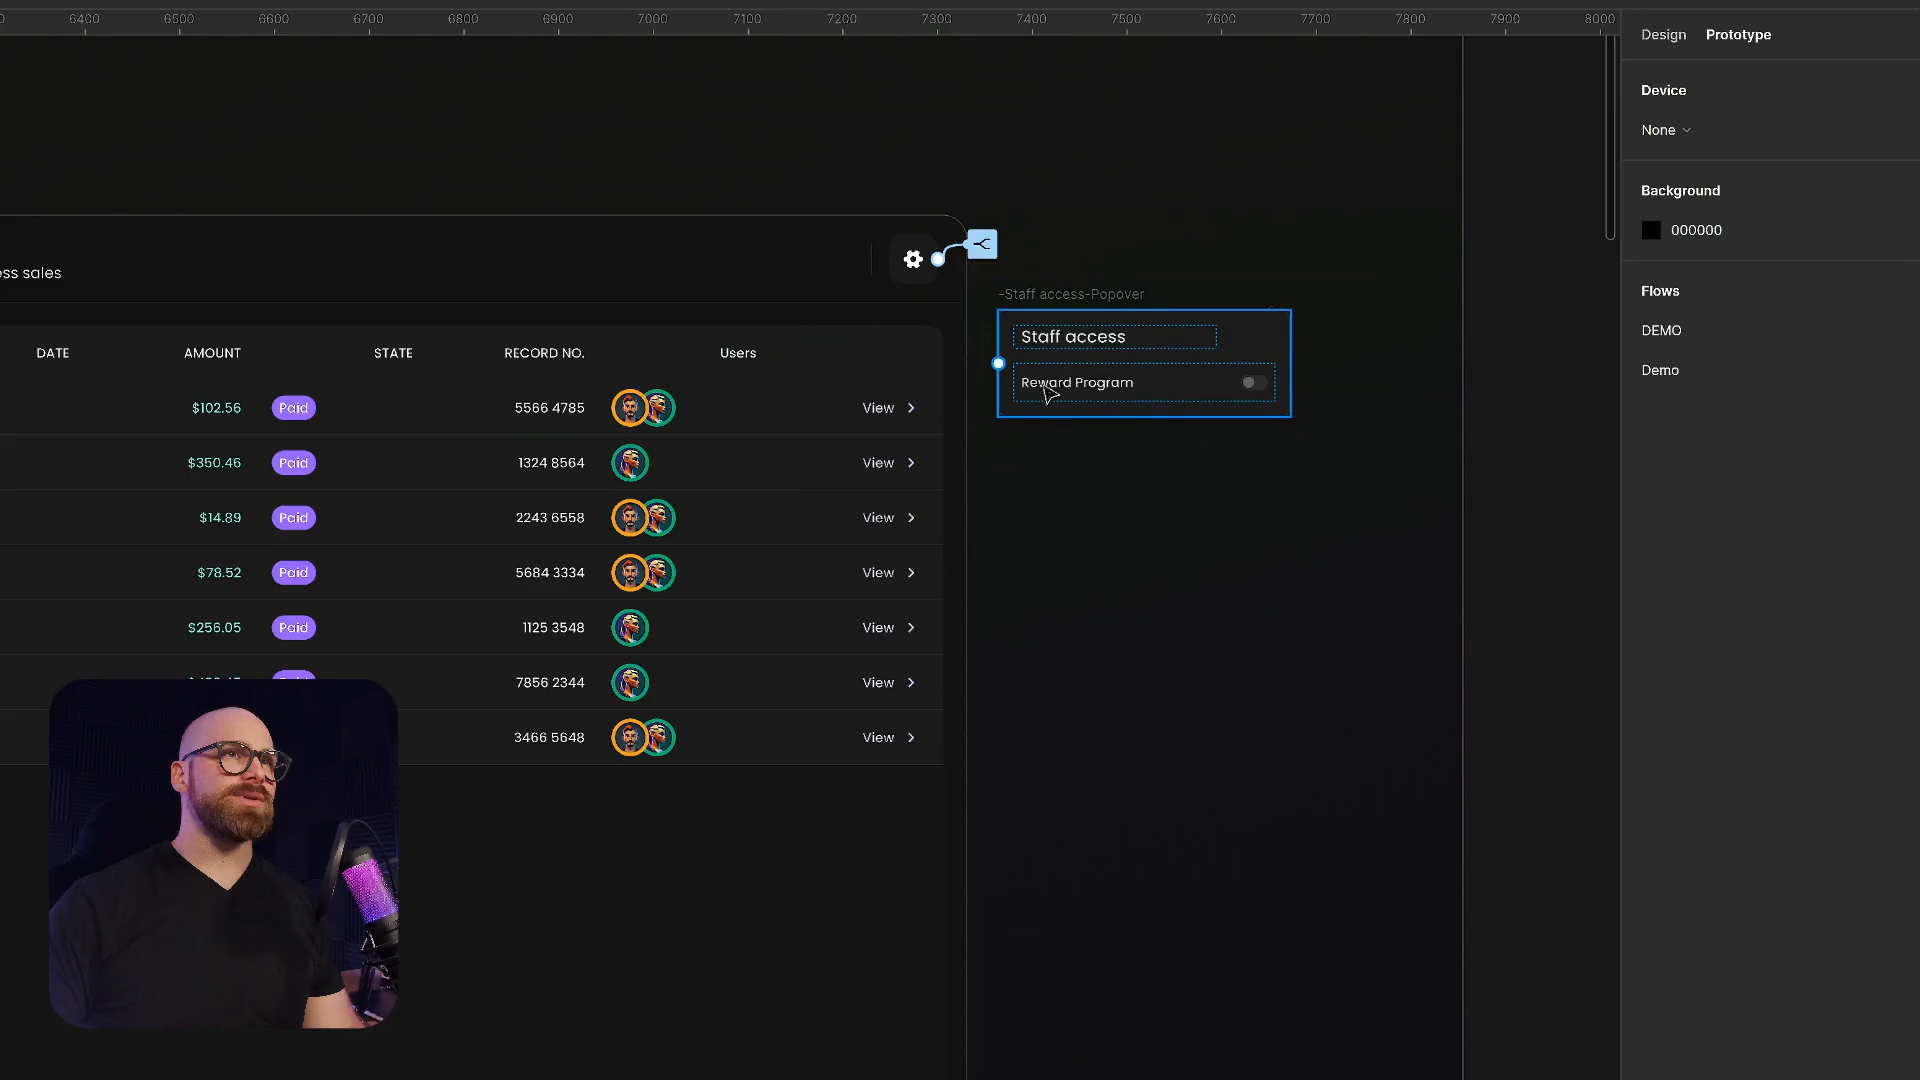 6400 6500 6600 6700 6800 6900 7000 7100 7200 7300 7400 7500 7600 7700 7800 7900 8000
Design Prototype
Device
None
Background
000000
Flows
DEMO
Demo
ess sales
-Staff access-Popover
Staff access
Reward Program
DATE AMOUNT STATE RECORD NO. Users
$102.56 Paid 5566 4785 View
$350.46 Paid 1324 8564 View
$14.89 Paid 2243 6558 View
$78.52 Paid 5684 3334 View
$256.05 Paid 1125 3548 View
7856 2344 View
3466 5648 View